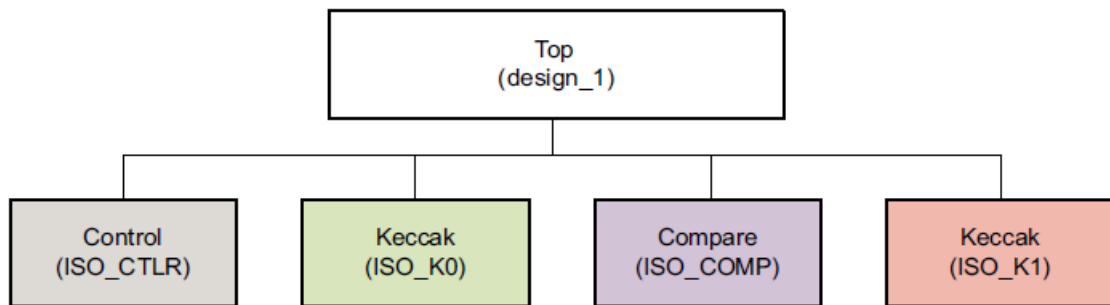 Top
(design_1)
Control
(ISO_CTLR)
Keccak
(ISO_K0)
Compare
(ISO_COMP)
Keccak
(ISO_K1)